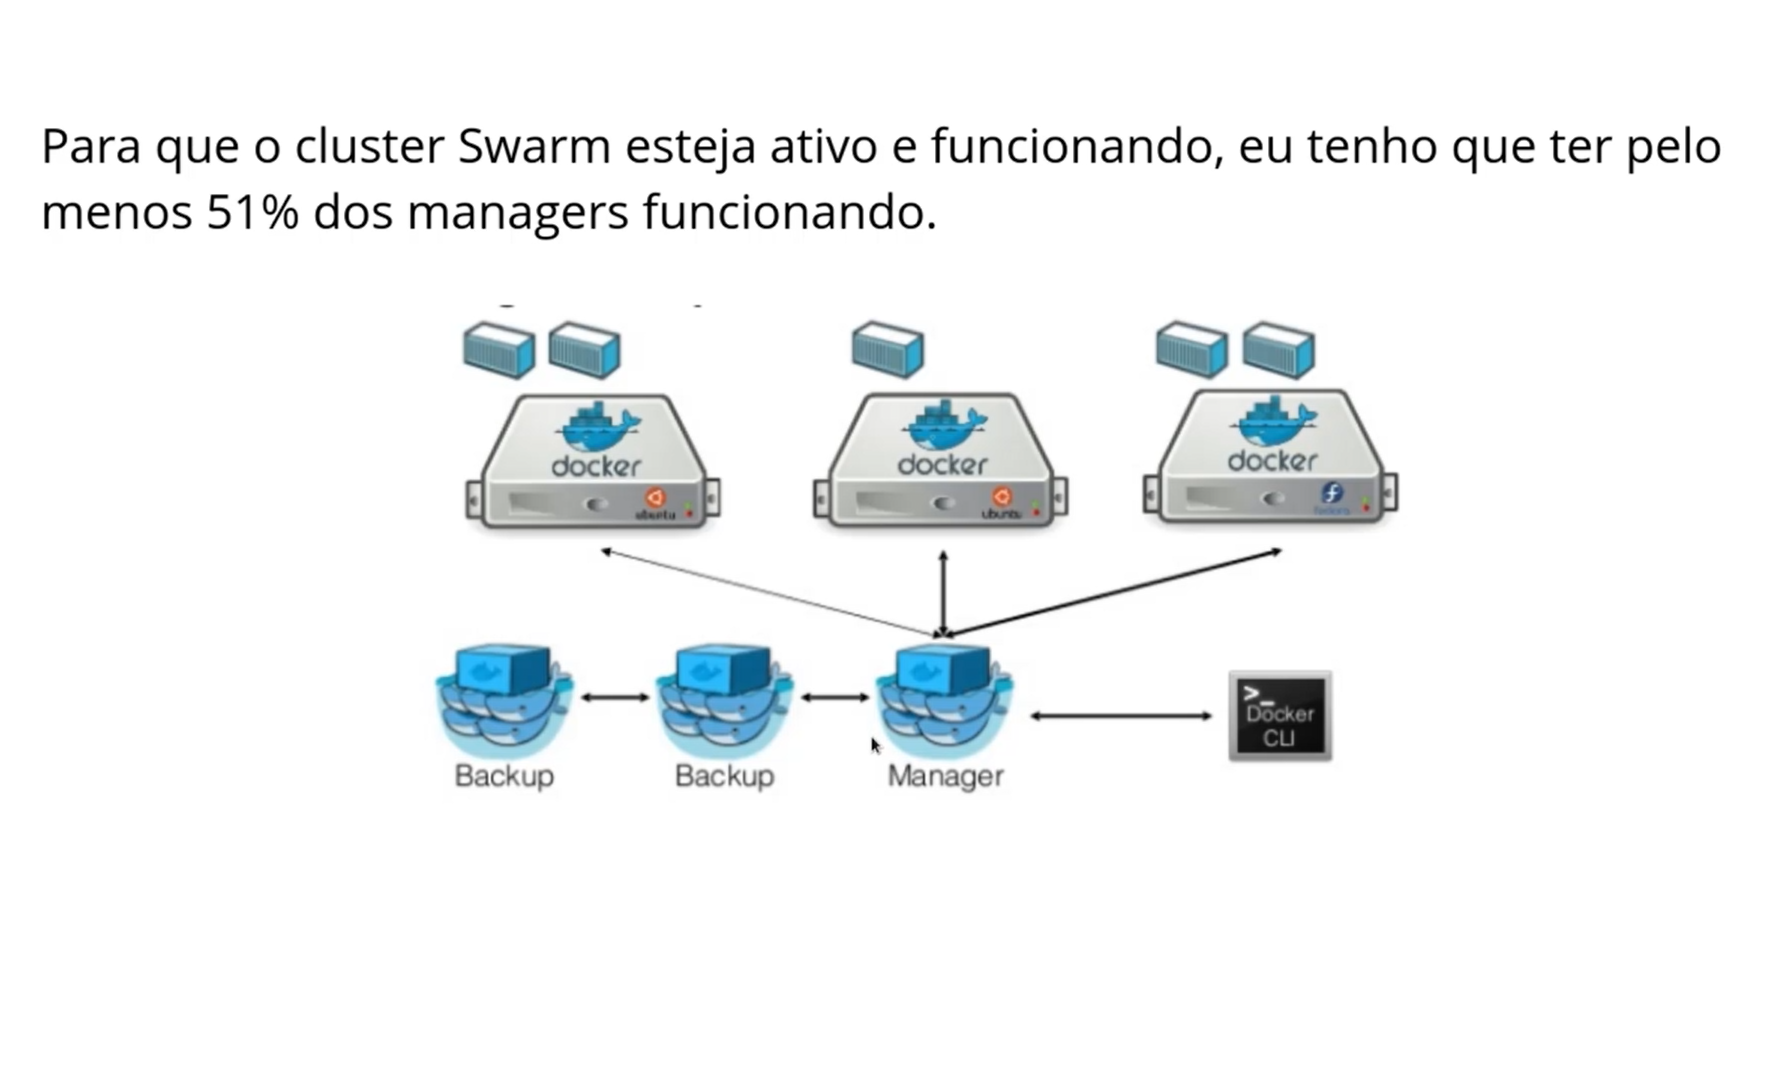 Para que o cluster Swarm esteja ativo e funcionando, eu tenho que ter pelo
menos 51% dos managers funcionando.
docker
docker
docker
ubuntu
ubuntu
fedora
Backup
Backup
Manager
>_
Docker
CLI